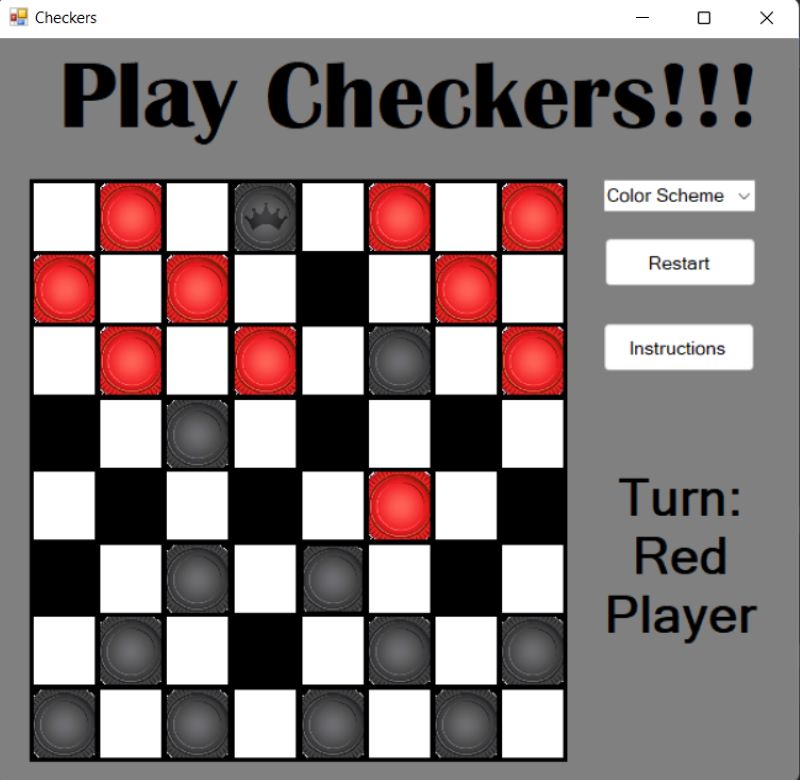 Checkers
Play Checkers!!!
Color Scheme
Restart
Instructions
Turn:
Red
Player